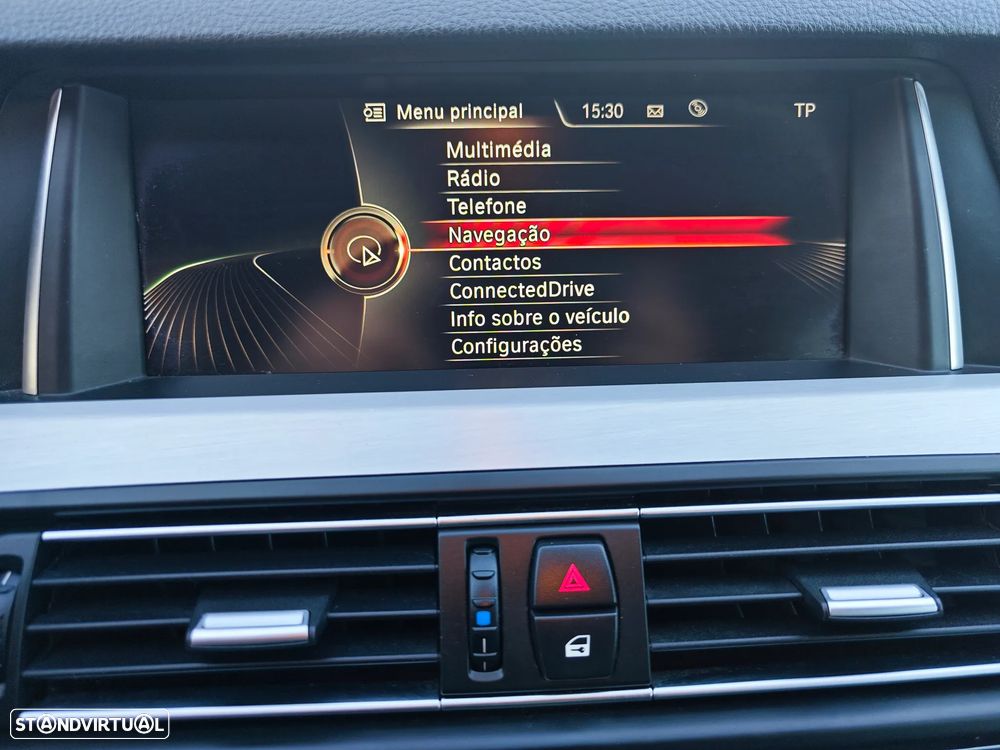 Menu principal 15:30 TP
Multimédia
Rádio
Telefone
Navegação
Contactos
ConnectedDrive
Info sobre o veículo
Configurações
STANDVIRTUAL